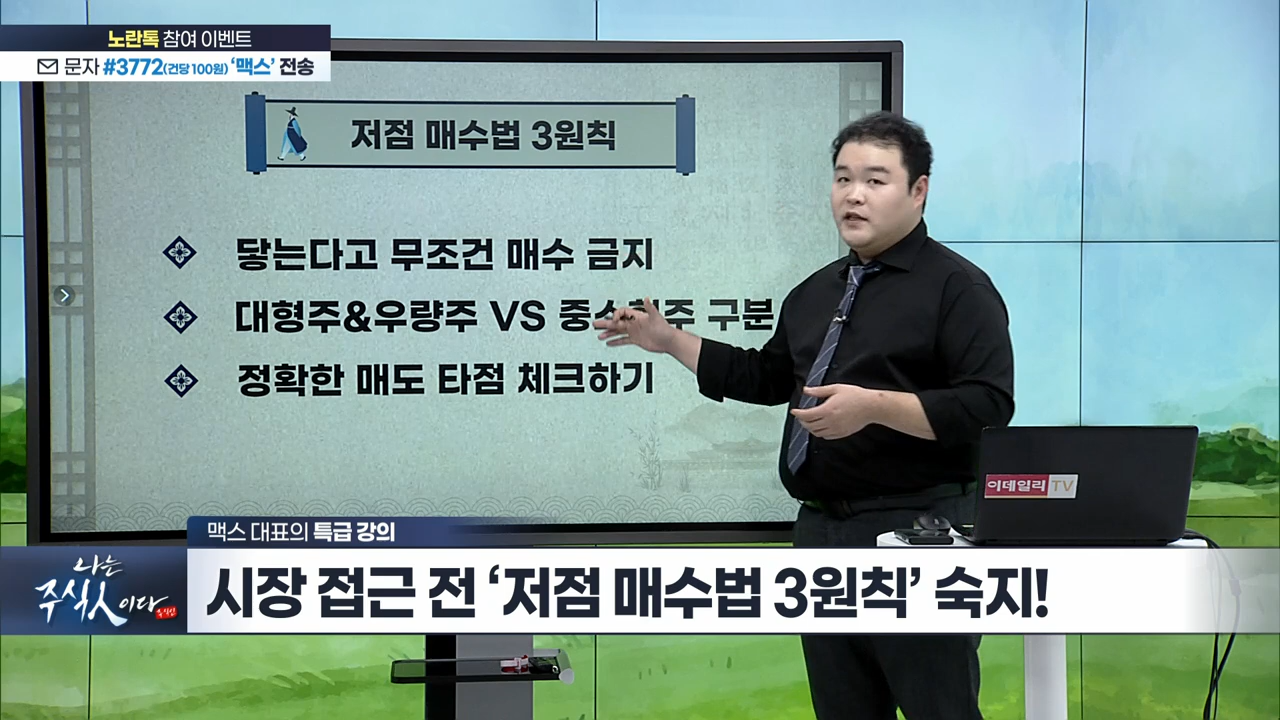 노란톡 참여 이벤트
문자 #3772(건당 100원) ‘맥스’ 전송
저점 매수법 3원칙
닿는다고 무조건 매수 금지
대형주&우량주 VS 중소형주 구분
정확한 매도 타점 체크하기
이데일리TV
맥스 대표의 특급 강의
나는
주식인이다
시장 접근 전 ‘저점 매수법 3원칙’ 숙지!